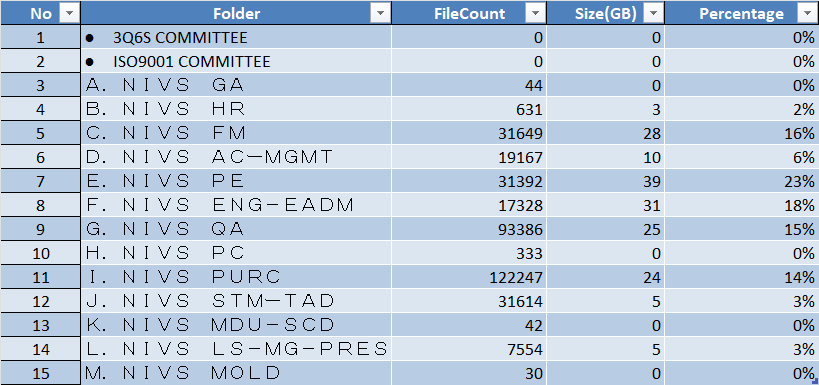 No Folder FileCount Size(GB) Percentage
1 ● 3Q6S COMMITTEE 0 0 0%
2 ● ISO9001 COMMITTEE 0 0 0%
3 A. NIVS GA 44 0 0%
4 B. NIVS HR 631 3 2%
5 C. NIVS FM 31649 28 16%
6 D. NIVS AC-MGMT 19167 10 6%
7 E. NIVS PE 31392 39 23%
8 F. NIVS ENG-EADM 17328 31 18%
9 G. NIVS QA 93386 25 15%
10 H. NIVS PC 333 0 0%
11 I. NIVS PURC 122247 24 14%
12 J. NIVS STM-TAD 31614 5 3%
13 K. NIVS MDU-SCD 42 0 0%
14 L. NIVS LS-MG-PRES 7554 5 3%
15 M. NIVS MOLD 30 0 0%